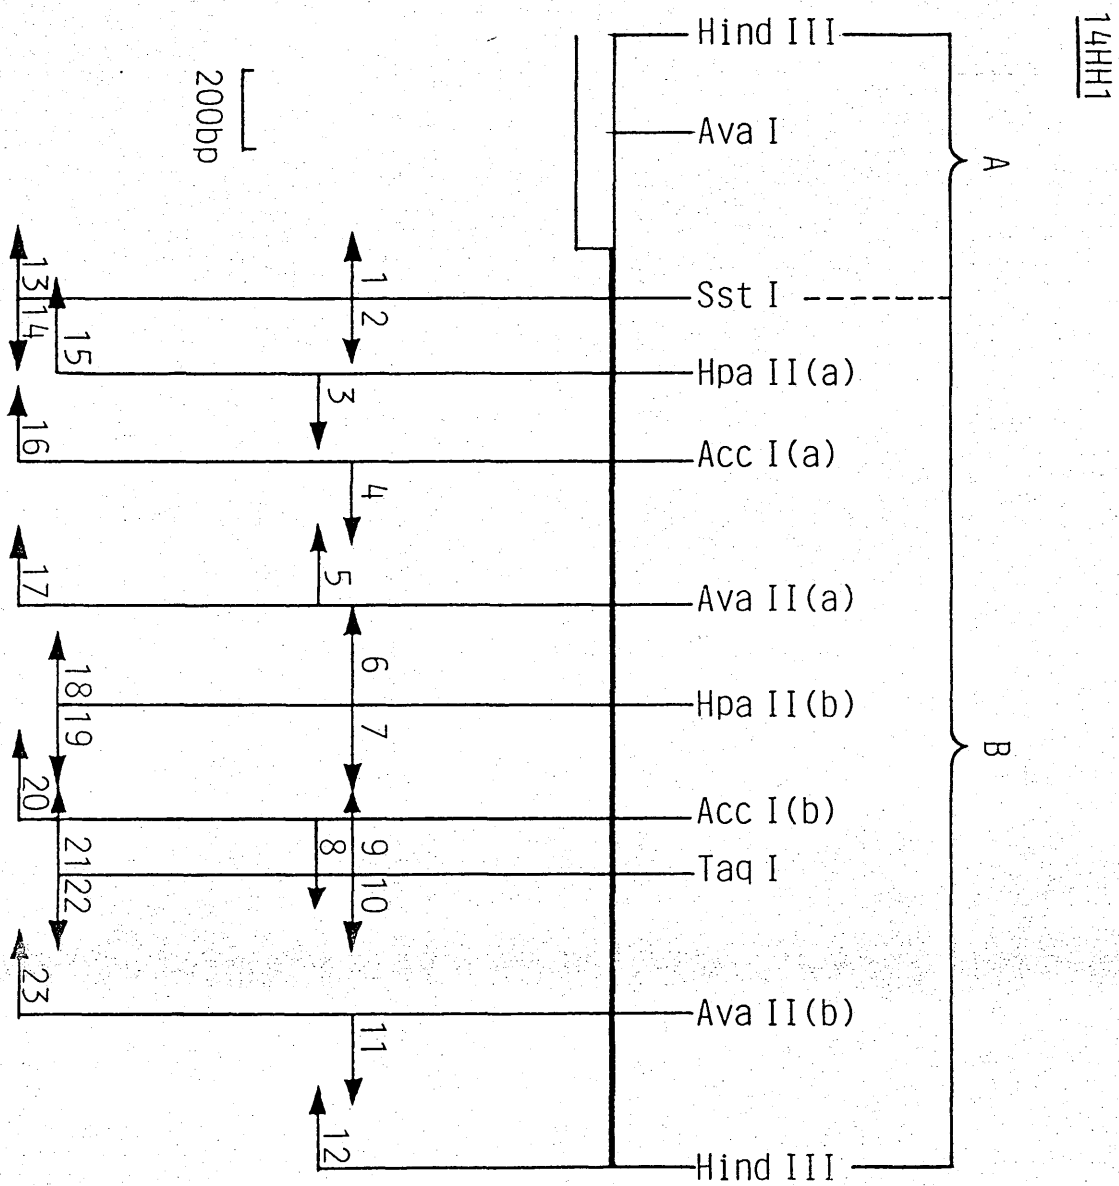 14HH1
Hind III
Ava I
A
200bp
Sst I
13
14
1
2
Hpa II(a)
15
3
Acc I(a)
16
4
Ava II(a)
17
5
B
Hpa II(b)
18
19
6
7
Acc I(b)
20
8
9
Taq I
21
22
10
Ava II(b)
23
11
Hind III
12